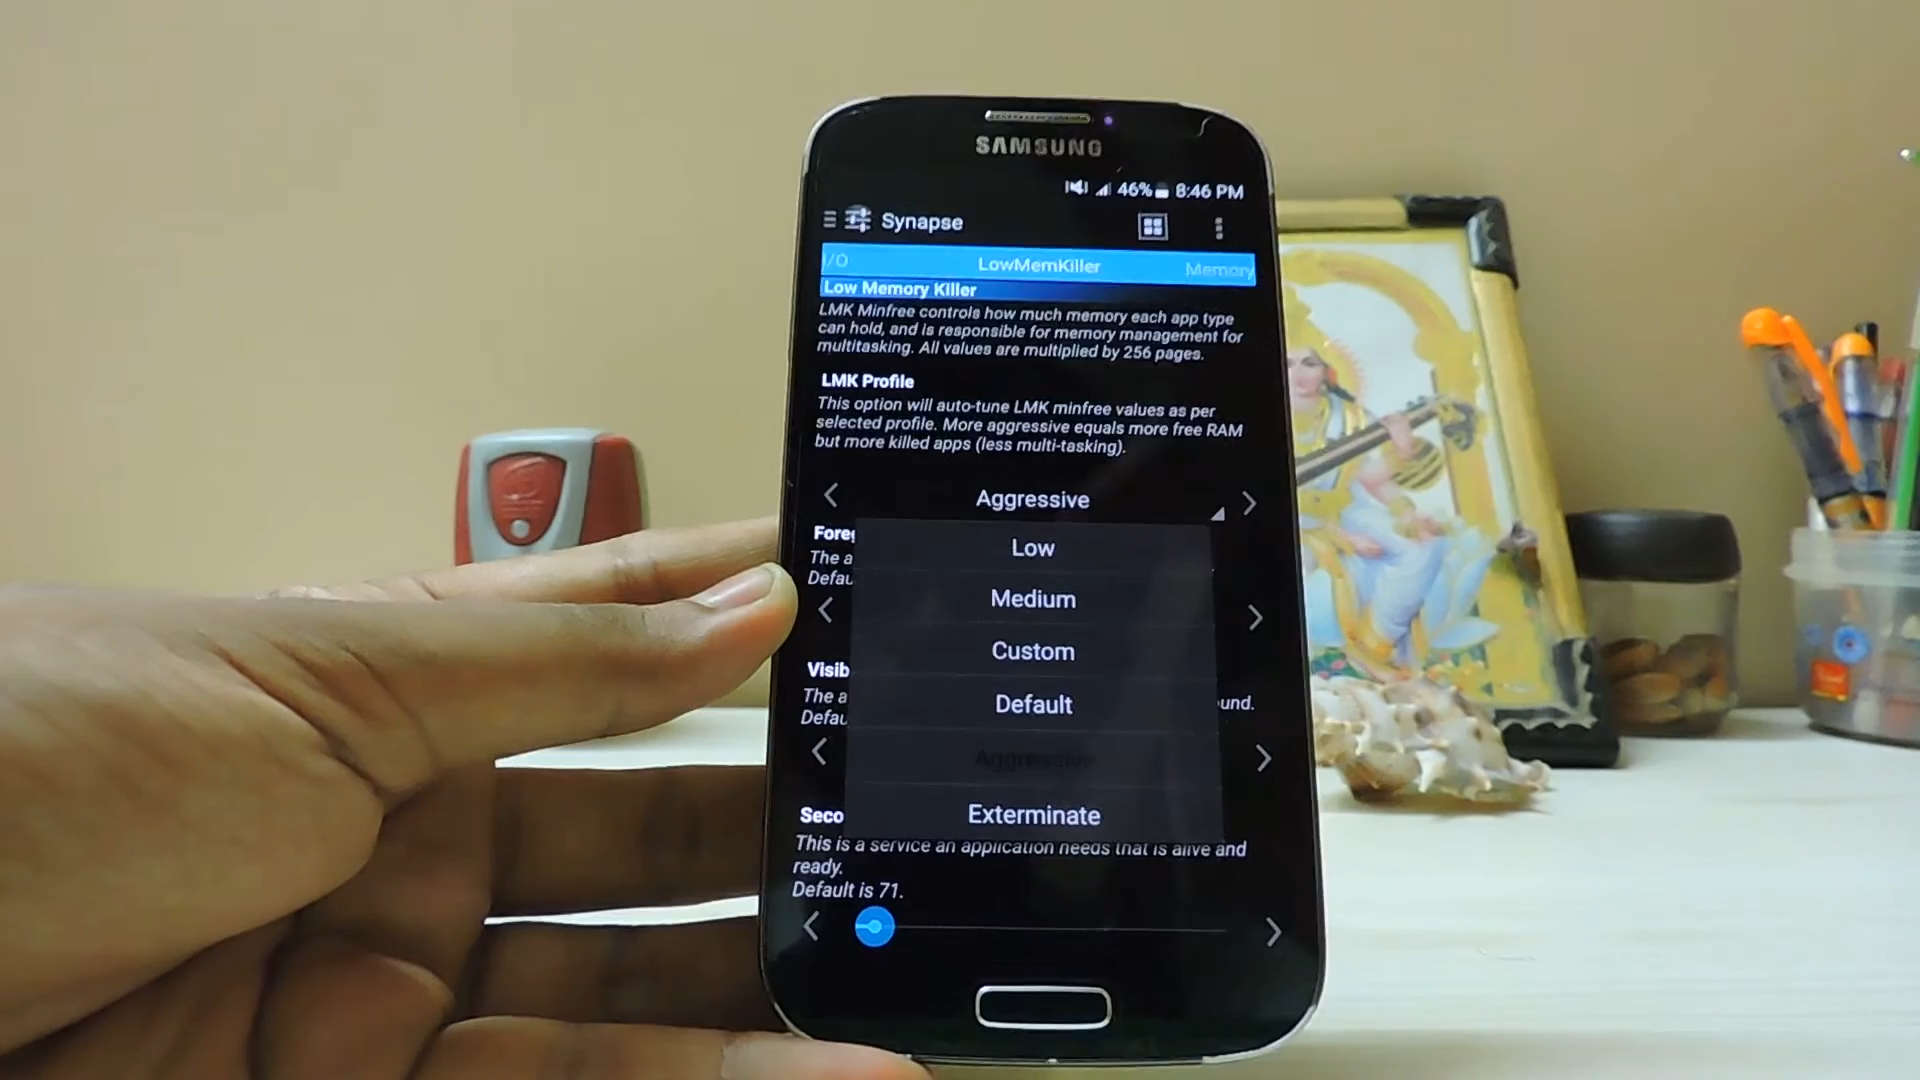 SAMSUNG
46% 8:46 PM
Synapse
I/O LowMemKiller Memory
Low Memory Killer
LMK Minfree controls how much memory each app type
can hold, and is responsible for memory management for
multitasking. All values are multiplied by 256 pages.
LMK Profile
This option will auto-tune LMK minfree values as per
selected profile. More aggressive equals more free RAM
but more killed apps (less multi-tasking).
Aggressive
Low
Medium
Custom
Default
Aggressive
Exterminate
Foreg
The a
Defau
Visib
The a und.
Defau
Seco
This is a service an application needs that is alive and
ready.
Default is 71.